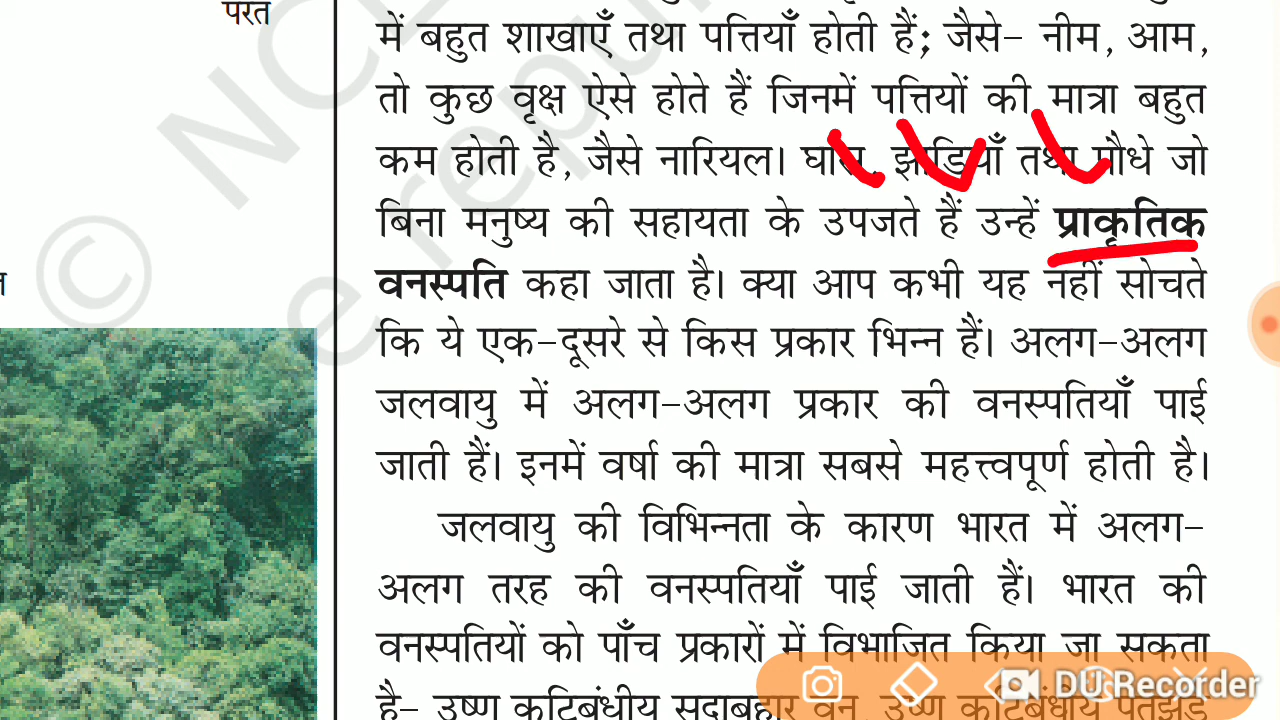 परत
में बहुत शाखाएँ तथा पत्तियाँ होती हैं; जैसे– नीम, आम,
तो कुछ वृक्ष ऐसे होते हैं जिनमें पत्तियों की मात्रा बहुत
कम होती है, जैसे नारियल। घास, झाड़ियाँ तथा पौधे जो
बिना मनुष्य की सहायता के उपजते हैं उन्हें प्राकृतिक
वनस्पति कहा जाता है। क्या आप कभी यह नहीं सोचते
कि ये एक–दूसरे से किस प्रकार भिन्न हैं। अलग–अलग
जलवायु में अलग–अलग प्रकार की वनस्पतियाँ पाई
जाती हैं। इनमें वर्षा की मात्रा सबसे महत्त्वपूर्ण होती है।
जलवायु की विभिन्नता के कारण भारत में अलग–
अलग तरह की वनस्पतियाँ पाई जाती हैं। भारत की
वनस्पतियों को पाँच प्रकारों में विभाजित किया जा सकता
है– उष्ण कटिबंधीय सदाबहार वन, उष्ण कटिबंधीय पतझड़
© NCE
e repu
DU Recorder